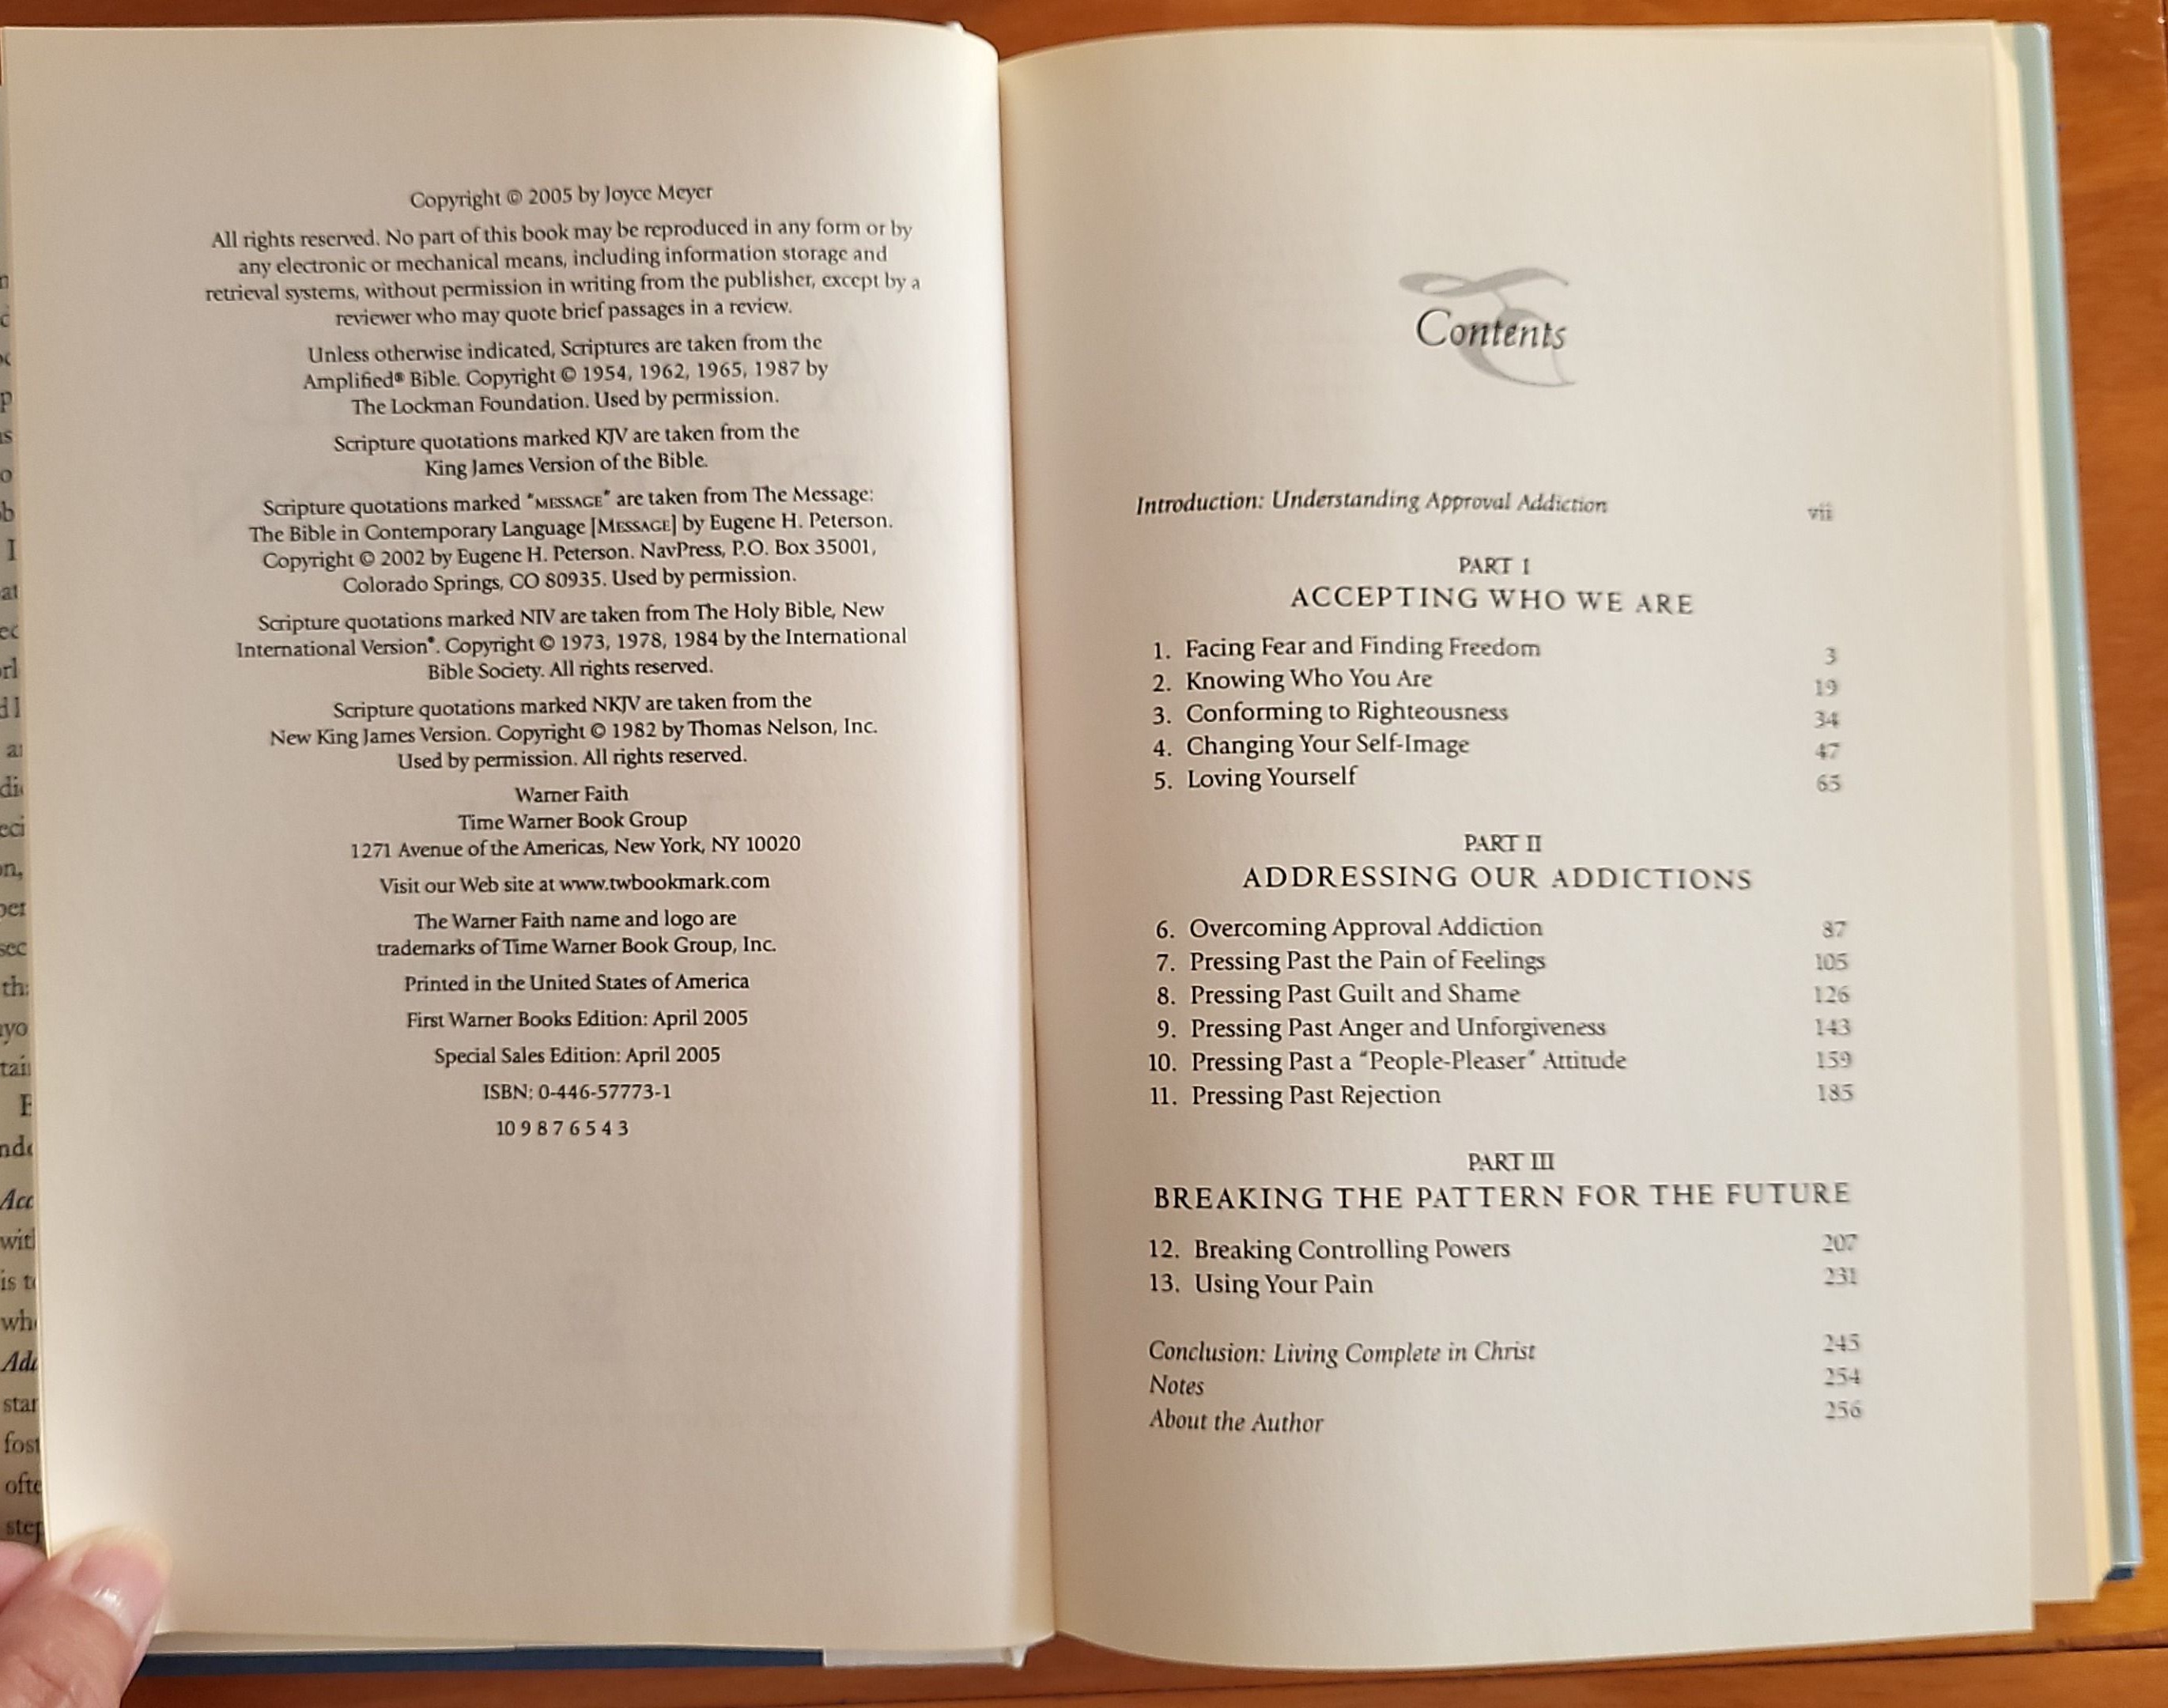 Copyright © 2005 by Joyce Meyer
All rights reserved. No part of this book may be reproduced in any form or by
any electronic or mechanical means, including information storage and
retrieval systems, without permission in writing from the publisher, except by a
reviewer who may quote brief passages in a review.
Unless otherwise indicated, Scriptures are taken from the
Amplified® Bible. Copyright © 1954, 1962, 1965, 1987 by
The Lockman Foundation. Used by permission.
Scripture quotations marked KJV are taken from the
King James Version of the Bible.
Scripture quotations marked "MESSAGE" are taken from The Message:
The Bible in Contemporary Language [MESSAGE] by Eugene H. Peterson.
Copyright © 2002 by Eugene H. Peterson. NavPress, P.O. Box 35001,
Colorado Springs, CO 80935. Used by permission.
Scripture quotations marked NIV are taken from The Holy Bible, New
International Version®. Copyright © 1973, 1978, 1984 by the International
Bible Society. All rights reserved.
Scripture quotations marked NKJV are taken from the
New King James Version. Copyright © 1982 by Thomas Nelson, Inc.
Used by permission. All rights reserved.
Warner Faith
Time Warner Book Group
1271 Avenue of the Americas, New York, NY 10020
Visit our Web site at www.twbookmark.com
The Warner Faith name and logo are
trademarks of Time Warner Book Group, Inc.
Printed in the United States of America
First Warner Books Edition: April 2005
Special Sales Edition: April 2005
ISBN: 0-446-57773-1
10 9 8 7 6 5 4 3
Contents
Introduction: Understanding Approval Addiction vii
PART I
ACCEPTING WHO WE ARE
1. Facing Fear and Finding Freedom 3
2. Knowing Who You Are 19
3. Conforming to Righteousness 34
4. Changing Your Self-Image 47
5. Loving Yourself 65
PART II
ADDRESSING OUR ADDICTIONS
6. Overcoming Approval Addiction 87
7. Pressing Past the Pain of Feelings 105
8. Pressing Past Guilt and Shame 126
9. Pressing Past Anger and Unforgiveness 143
10. Pressing Past a "People-Pleaser" Attitude 159
11. Pressing Past Rejection 185
PART III
BREAKING THE PATTERN FOR THE FUTURE
12. Breaking Controlling Powers 207
13. Using Your Pain 231
Conclusion: Living Complete in Christ 245
Notes 254
About the Author 256